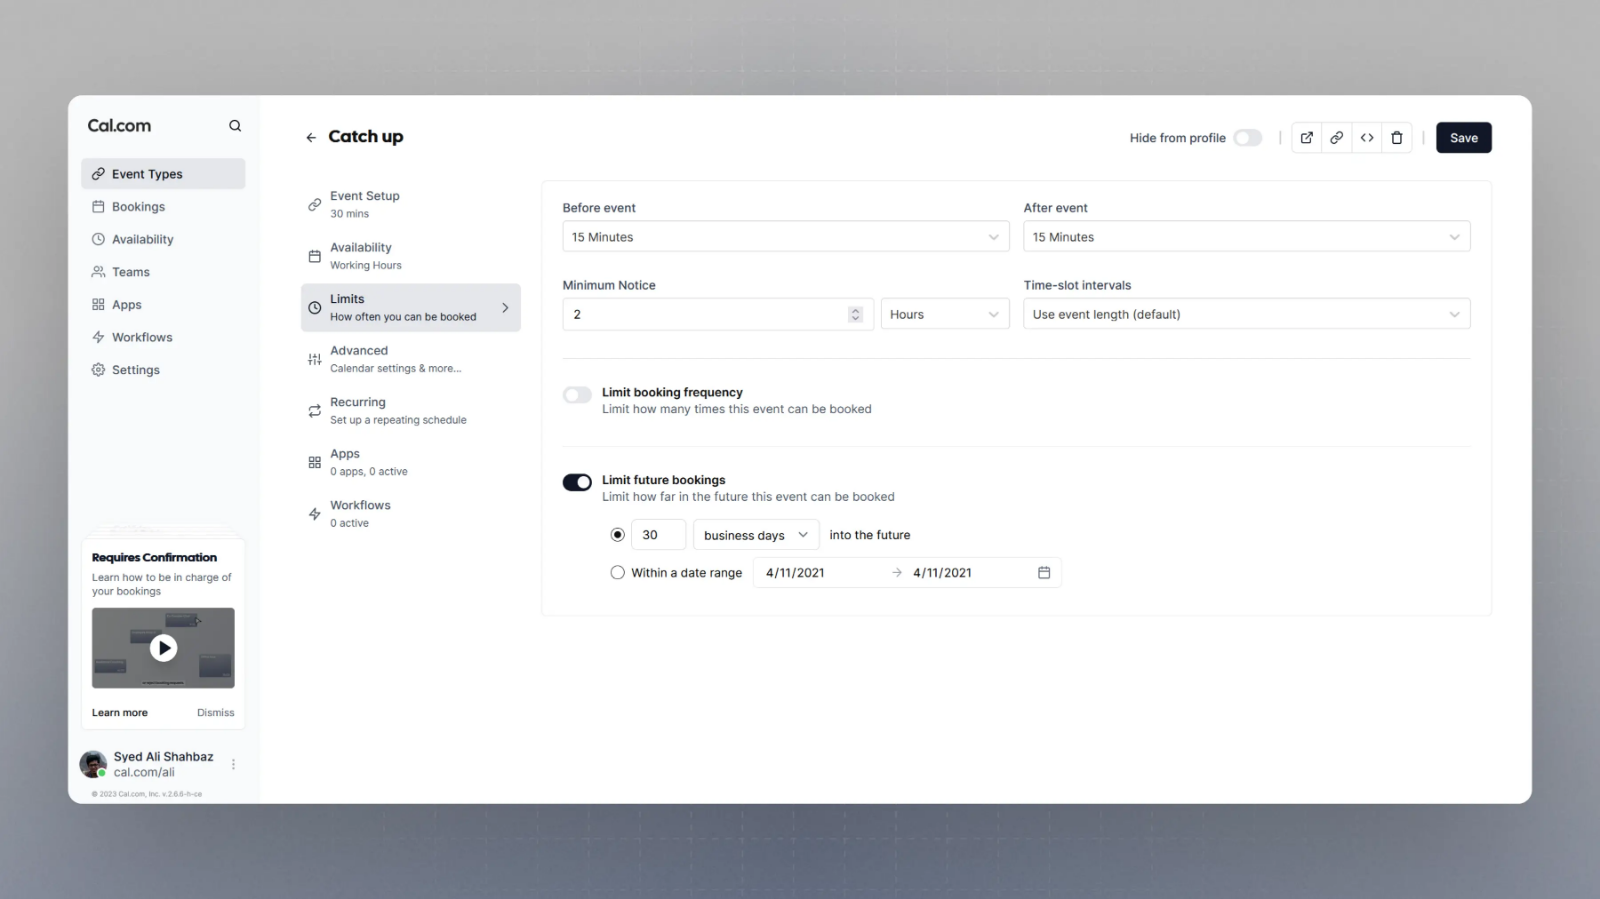 Cal.com
Event Types
Bookings
Availability
Teams
Apps
Workflows
Settings
Requires Confirmation
Learn how to be in charge of
your bookings
Learn more
Dismiss
Syed Ali Shahbaz
cal.com/ali
© 2023 Cal.com, Inc. v.2.6.6-h-ce
Catch up
Hide from profile
Save
Event Setup
30 mins
Availability
Working Hours
Limits
How often you can be booked
Advanced
Calendar settings & more...
Recurring
Set up a repeating schedule
Apps
0 apps, 0 active
Workflows
0 active
Before event
15 Minutes
After event
15 Minutes
Minimum Notice
2
Hours
Time-slot intervals
Use event length (default)
Limit booking frequency
Limit how many times this event can be booked
Limit future bookings
Limit how far in the future this event can be booked
30 business days into the future
Within a date range 4/11/2021 → 4/11/2021